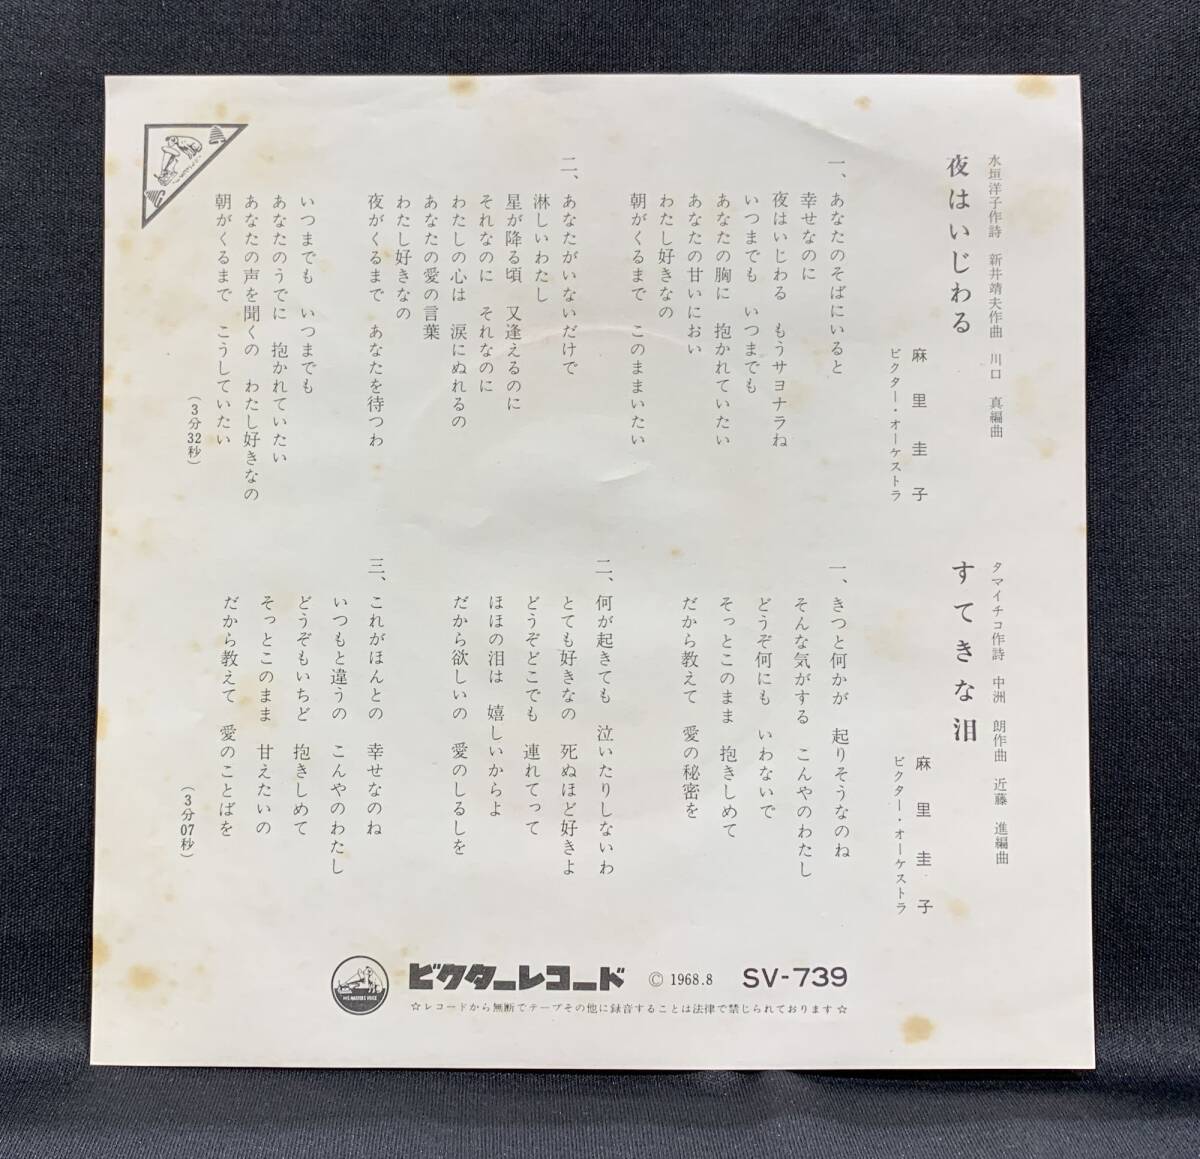 水垣洋子作詩　新井靖夫作曲　川口　真編曲
夜はいじわる
麻里圭子
ビクター・オーケストラ
一、あなたのそばにいると
幸せなのに
夜はいじわる　もうサヨナラね
いつまでも　いつまでも
あなたの胸に　抱かれていたい
あなたの甘いにおい
わたし好きなの
朝がくるまで　このままいたい
二、あなたがいないだけで
淋しいわたし
星が降る頃　又逢えるのに
それなのに　それなのに
わたしの心は　涙にぬれるの
あなたの愛の言葉
わたし好きなの
夜がくるまで　あなたを待つわ
いつまでも　いつまでも
あなたのうでに　抱かれていたい
あなたの声を聞くの　わたし好きなの
朝がくるまで　こうしていたい
（3分32秒）
タマイチコ作詩　中洲　朗作曲　近藤　進編曲
すてきな泪
麻里圭子
ビクター・オーケストラ
一、きつと何かが　起りそうなのね
そんな気がする　こんやのわたし
どうぞ何にも　いわないで
そっとこのまま　抱きしめて
だから教えて　愛の秘密を
二、何が起きても　泣いたりしないわ
とても好きなの　死ぬほど好きよ
どうぞどこでも　連れてって
ほほの泪は　嬉しいからよ
だから欲しいの　愛のしるしを
三、これがほんとの　幸せなのね
いつもと違うの　こんやのわたし
どうぞもいちど　抱きしめて
そっとこのまま　甘えたいの
だから教えて　愛のことばを
（3分07秒）
HIS MASTERS VOICE
ビクターレコード　© 1968.8　SV-739
☆レコードから無断でテープその他に録音することは法律で禁じられております☆